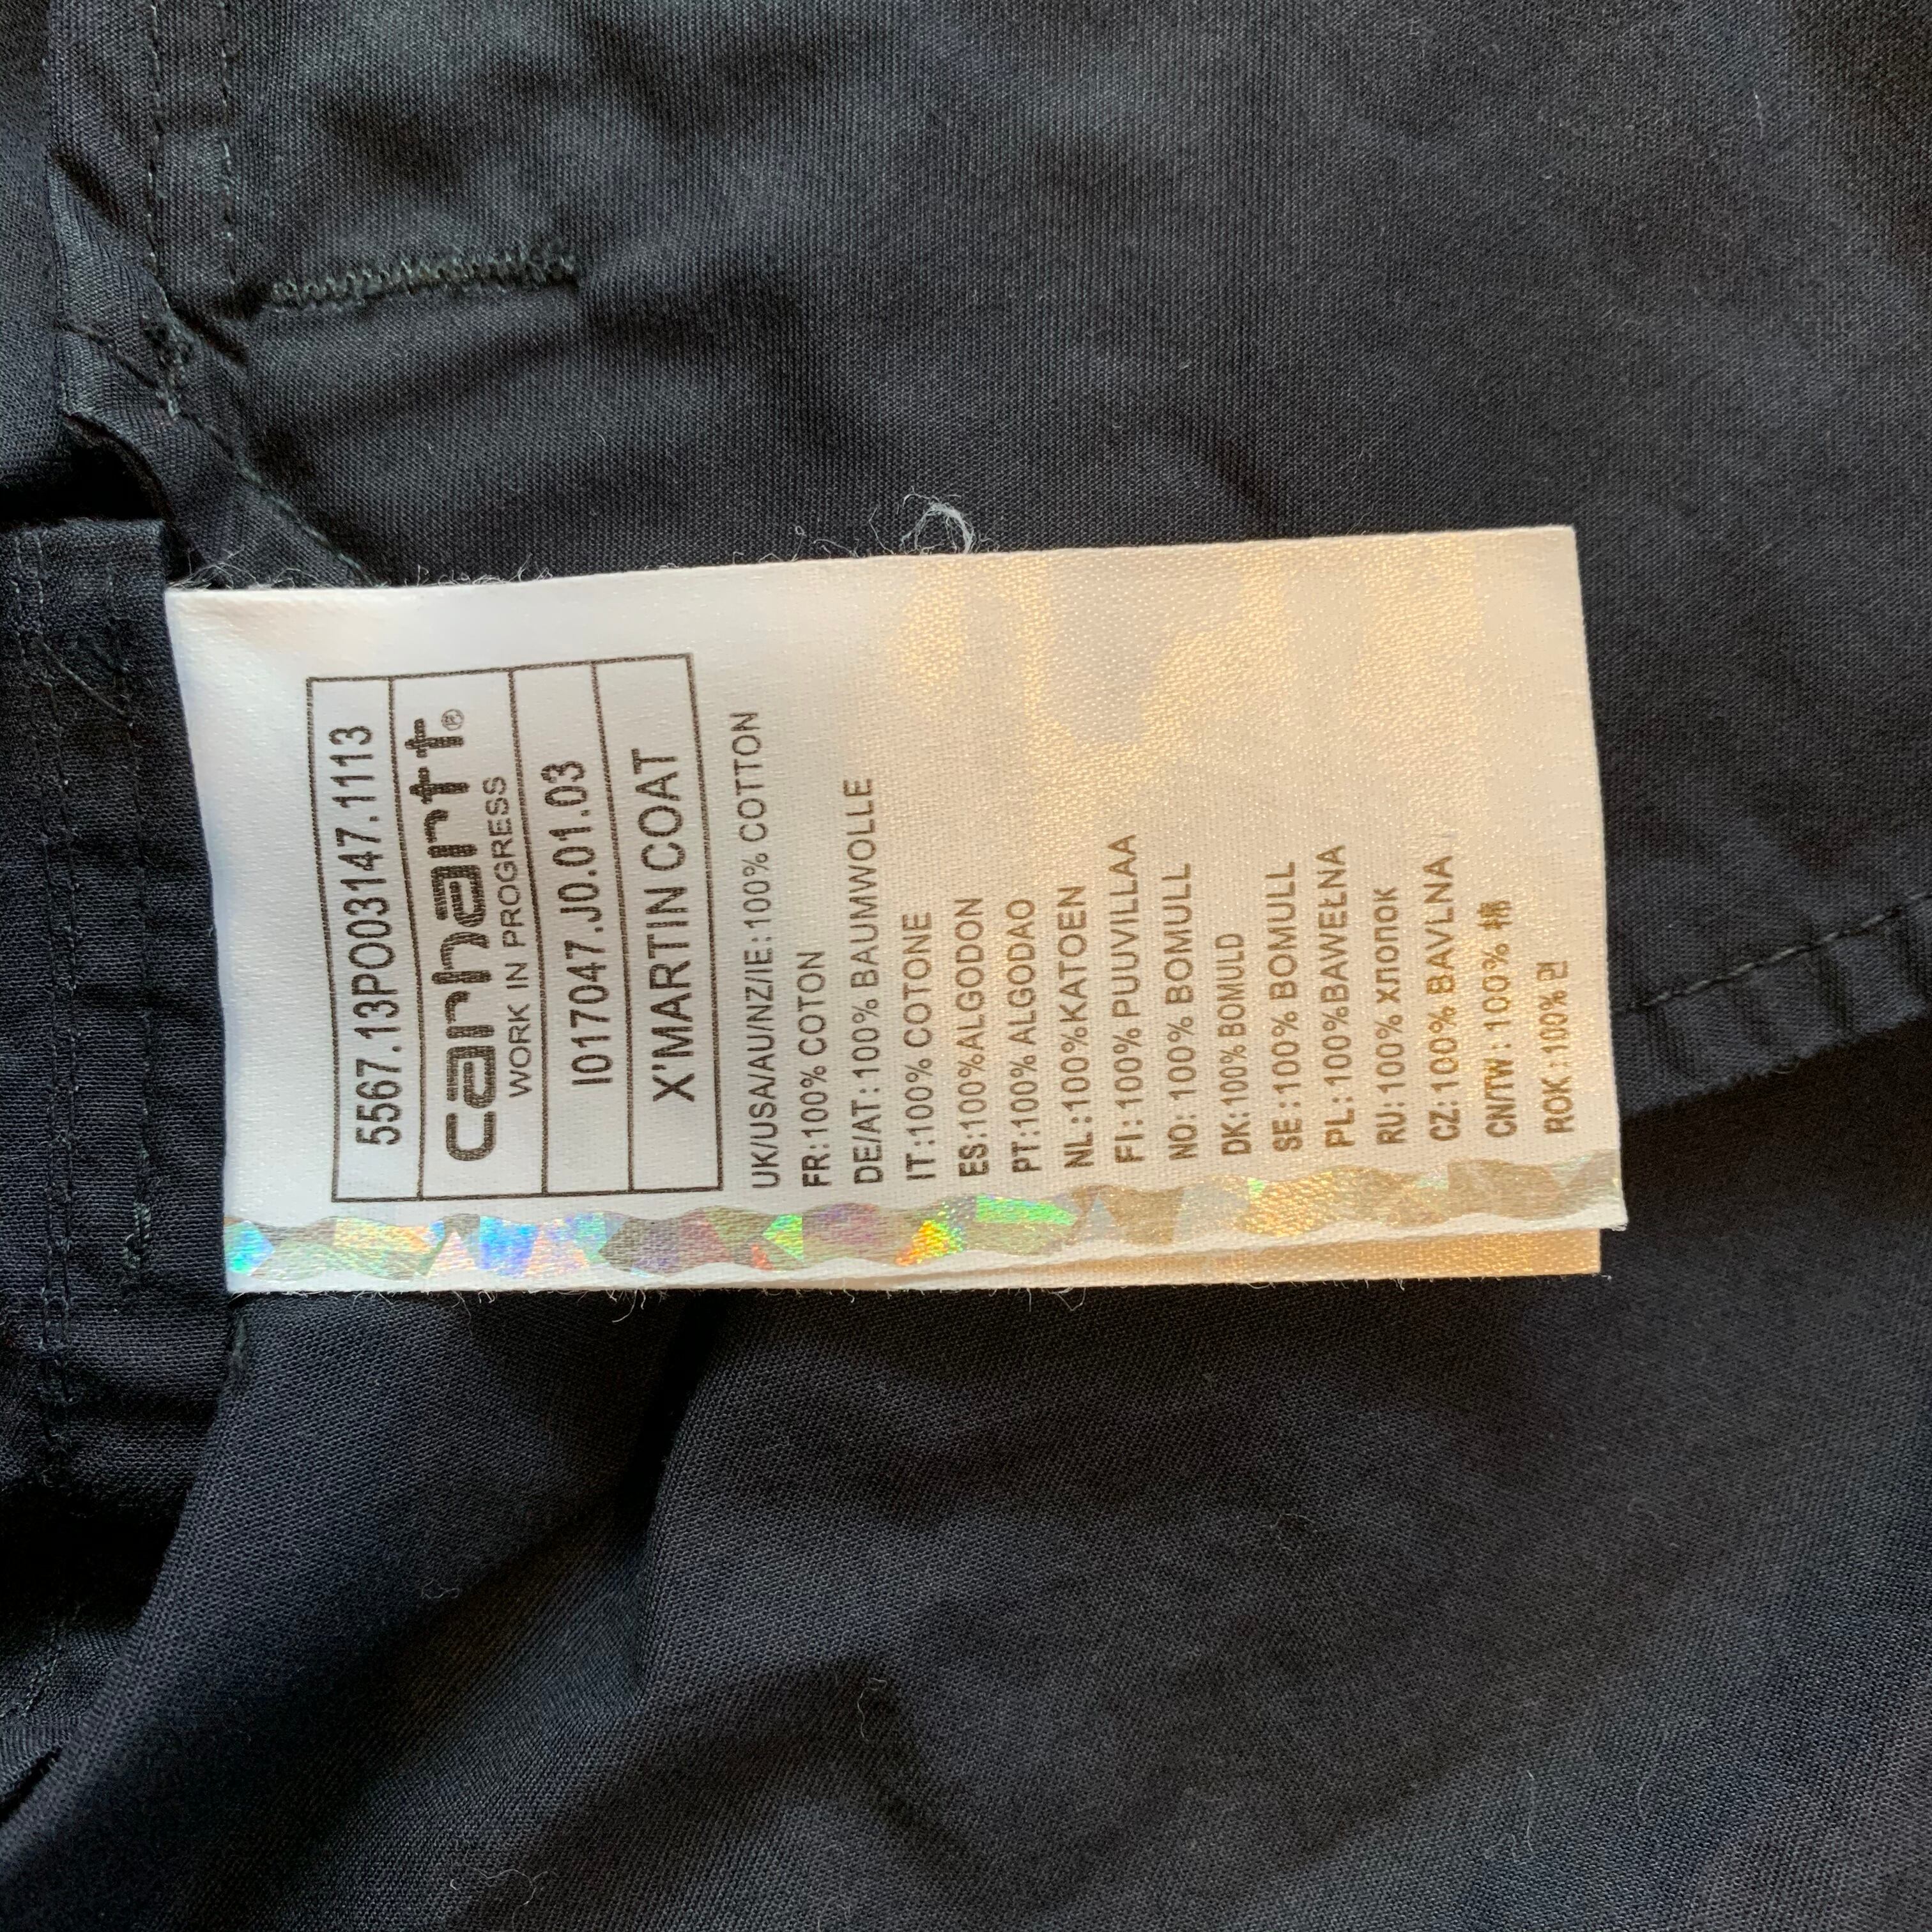 5567.13PO03147.1113
carhartt®
WORK IN PROGRESS
I017047.J0.01.03
X'MARTIN COAT
UK/USA/AU/NZ/IE:100% COTTON
FR:100% COTON
DE/AT:100% BAUMWOLLE
IT:100% COTONE
ES:100%ALGODON
PT:100% ALGODAO
NL:100%KATOEN
FI:100% PUUVILLAA
NO:100% BOMULL
DK:100% BOMULD
SE:100% BOMULL
PL:100%BAWEŁNA
RU:100% ХЛОПОК
CZ:100% BAVLNA
CN/TW:100% 棉
ROK:100%